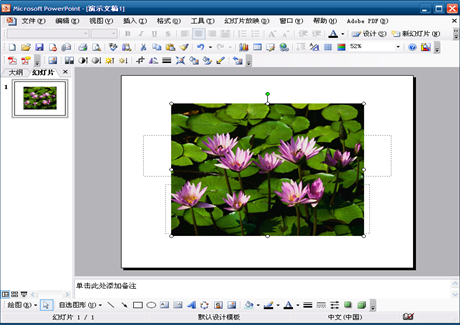 Microsoft PowerPoint - [演示文稿1]
文件(F) 编辑(E) 视图(V) 插入(I) 格式(O) 工具(T) 幻灯片放映(D) 窗口(W) 帮助(H) Adobe PDF(B)
B I U S A 设计(S) 新幻灯片(N)
52%
大纲 幻灯片
1
单击此处添加备注
绘图(R) 自选图形(U)
幻灯片 1 / 1 默认设计模板 中文(中国)